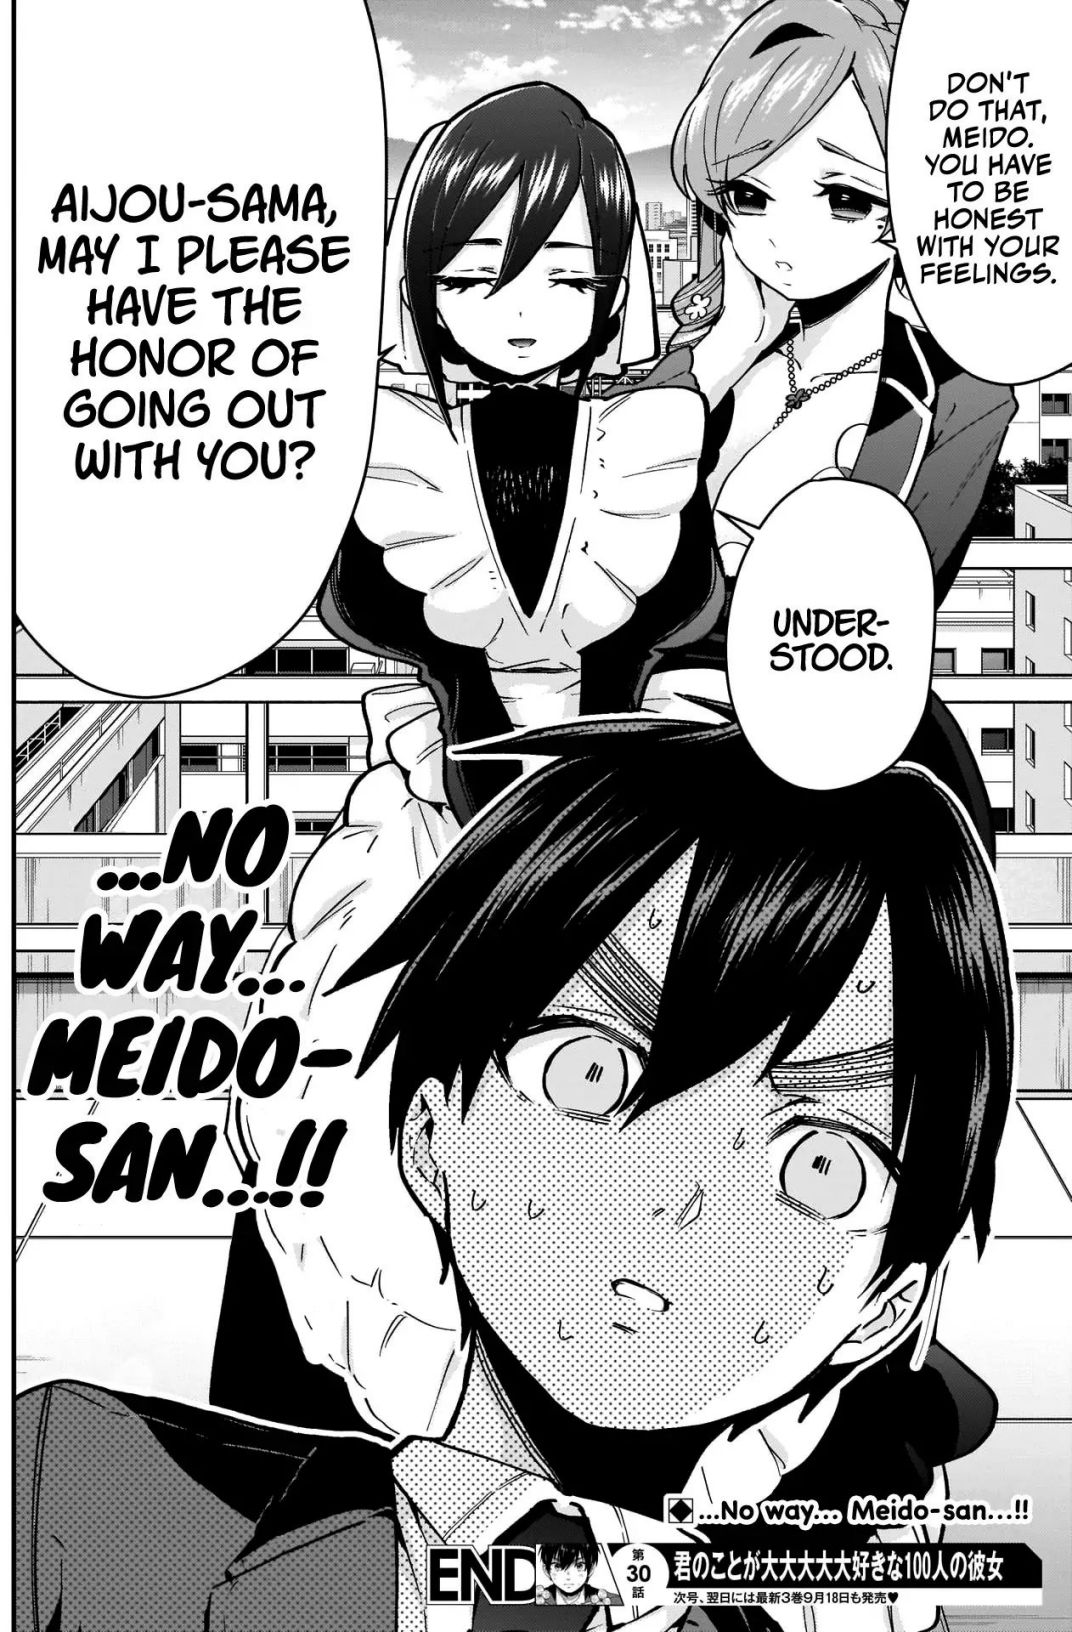 DON'T
DO THAT,
MEIDO.
YOU HAVE
TO BE
HONEST
WITH YOUR
FEELINGS.
UNDER-
STOOD.
AIJOU-SAMA,
MAY I PLEASE
HAVE THE
HONOR OF
GOING OUT
WITH YOU?
...NO
WAY...
MEIDO-
SAN...!!
...No way... Meido-san...!!
END
第
30
話
君のことが大大大大大好きな100人の彼女
次号、翌日には最新3巻9月18日も発売♥